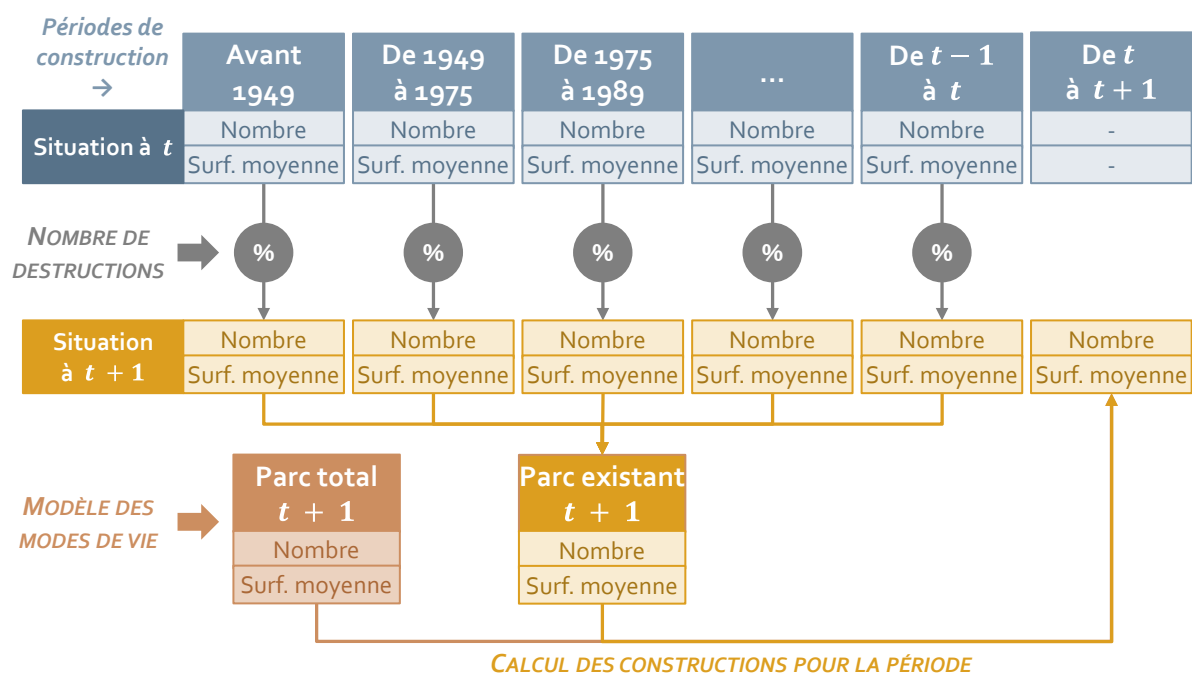 Périodes de
construction
→
Avant
1949
De 1949
à 1975
De 1975
à 1989
...
De t − 1
à t
De t
à t + 1
Situation à t
Nombre
Nombre
Nombre
Nombre
Nombre
-
Surf. moyenne
Surf. moyenne
Surf. moyenne
Surf. moyenne
Surf. moyenne
-
NOMBRE DE
DESTRUCTIONS
%
%
%
%
%
Situation
à t + 1
Nombre
Nombre
Nombre
Nombre
Nombre
Nombre
Surf. moyenne
Surf. moyenne
Surf. moyenne
Surf. moyenne
Surf. moyenne
Surf. moyenne
MODÈLE DES
MODES DE VIE
Parc total
t + 1
Nombre
Surf. moyenne
Parc existant
t + 1
Nombre
Surf. moyenne
CALCUL DES CONSTRUCTIONS POUR LA PÉRIODE